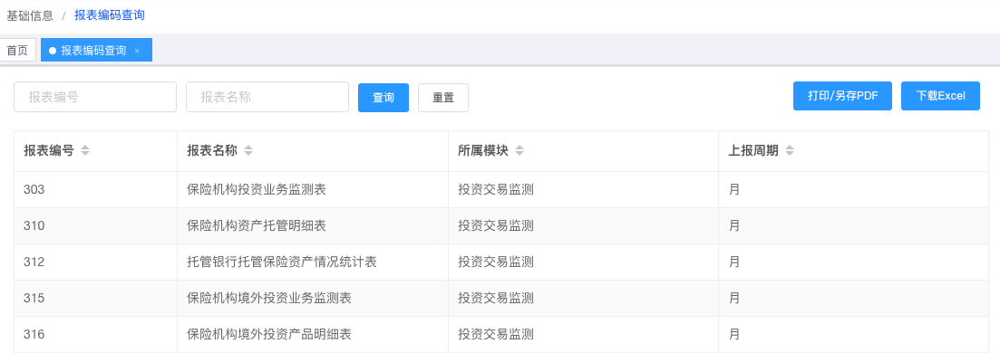 基础信息 / 报表编码查询
首页 报表编码查询 ×
报表编号 报表名称 查询 重置 打印/另存PDF 下载Excel
报表编号 报表名称 所属模块 上报周期
303 保险机构投资业务监测表 投资交易监测 月
310 保险机构资产托管明细表 投资交易监测 月
312 托管银行托管保险资产情况统计表 投资交易监测 月
315 保险机构境外投资业务监测表 投资交易监测 月
316 保险机构境外投资产品明细表 投资交易监测 月